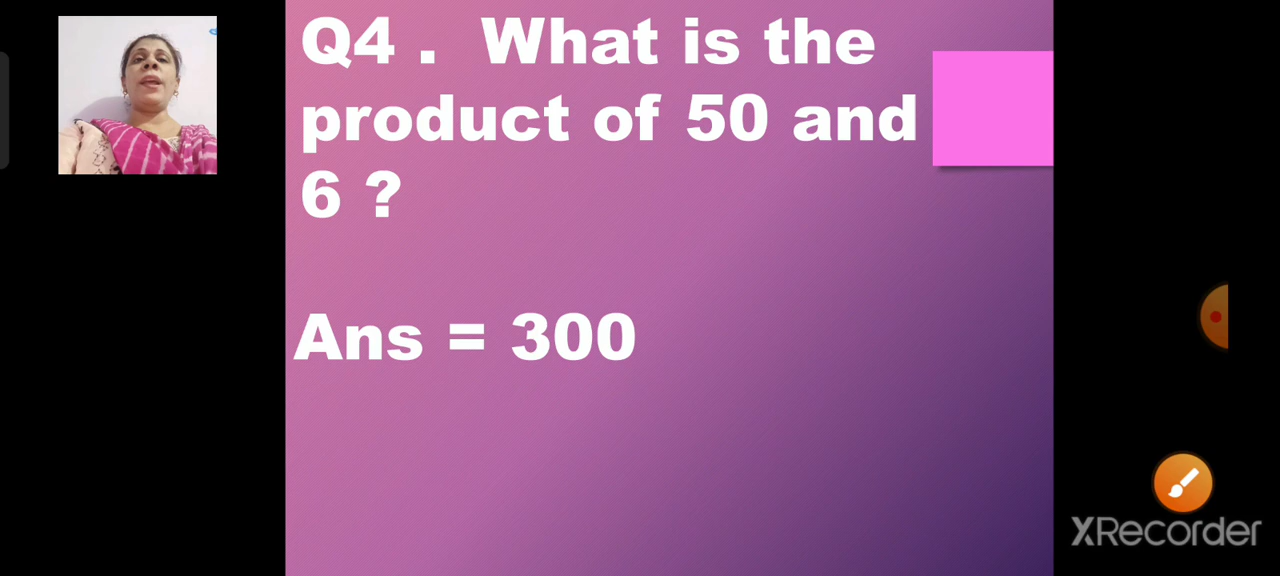 Q4 . What is the
product of 50 and
6 ?
Ans = 300
XRecorder